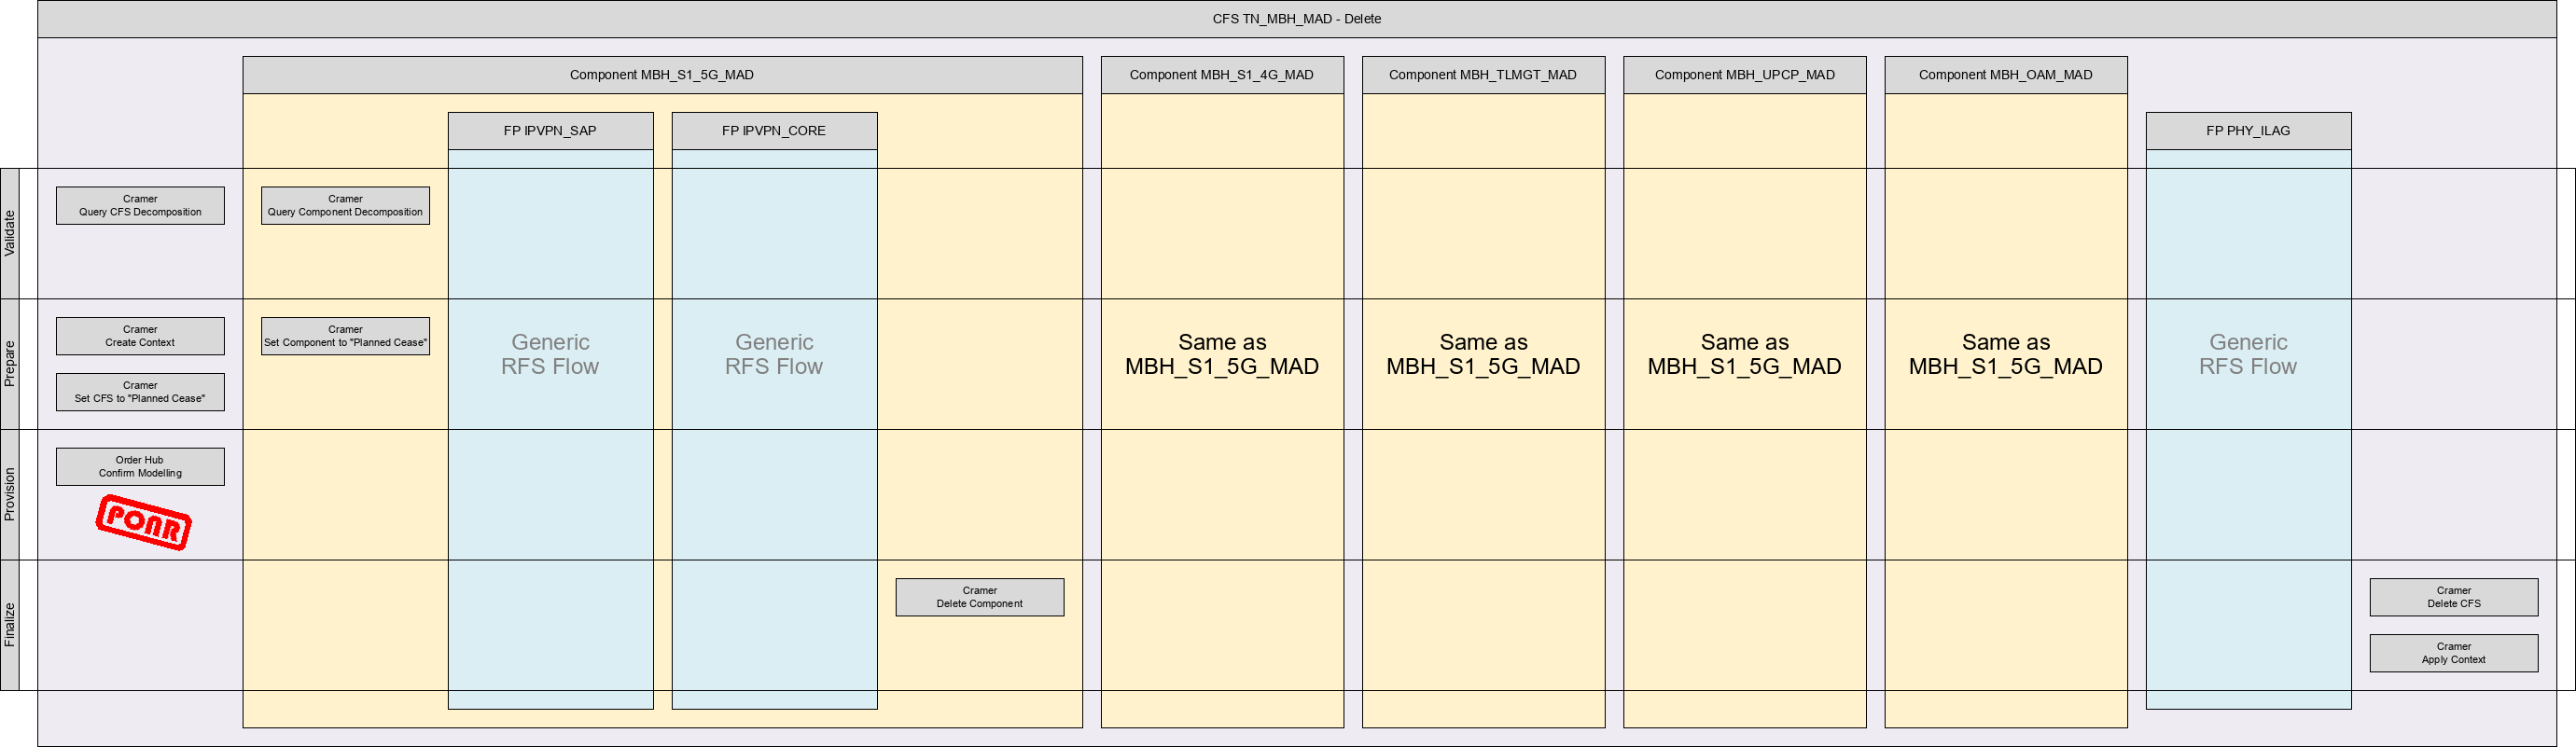 CFS TN_MBH_MAD - Delete
Component MBH_S1_5G_MAD
Component MBH_S1_4G_MAD
Component MBH_TLMGT_MAD
Component MBH_UPCP_MAD
Component MBH_OAM_MAD
FP IPVPN_SAP
FP IPVPN_CORE
FP PHY_ILAG
Validate
Cramer
Query CFS Decomposition
Cramer
Query Component Decomposition
Prepare
Cramer
Create Context
Cramer
Set CFS to "Planned Cease"
Cramer
Set Component to "Planned Cease"
Generic
RFS Flow
Generic
RFS Flow
Same as
MBH_S1_5G_MAD
Same as
MBH_S1_5G_MAD
Same as
MBH_S1_5G_MAD
Same as
MBH_S1_5G_MAD
Generic
RFS Flow
Provision
Order Hub
Confirm Modelling
PONR
Finalize
Cramer
Delete Component
Cramer
Delete CFS
Cramer
Apply Context